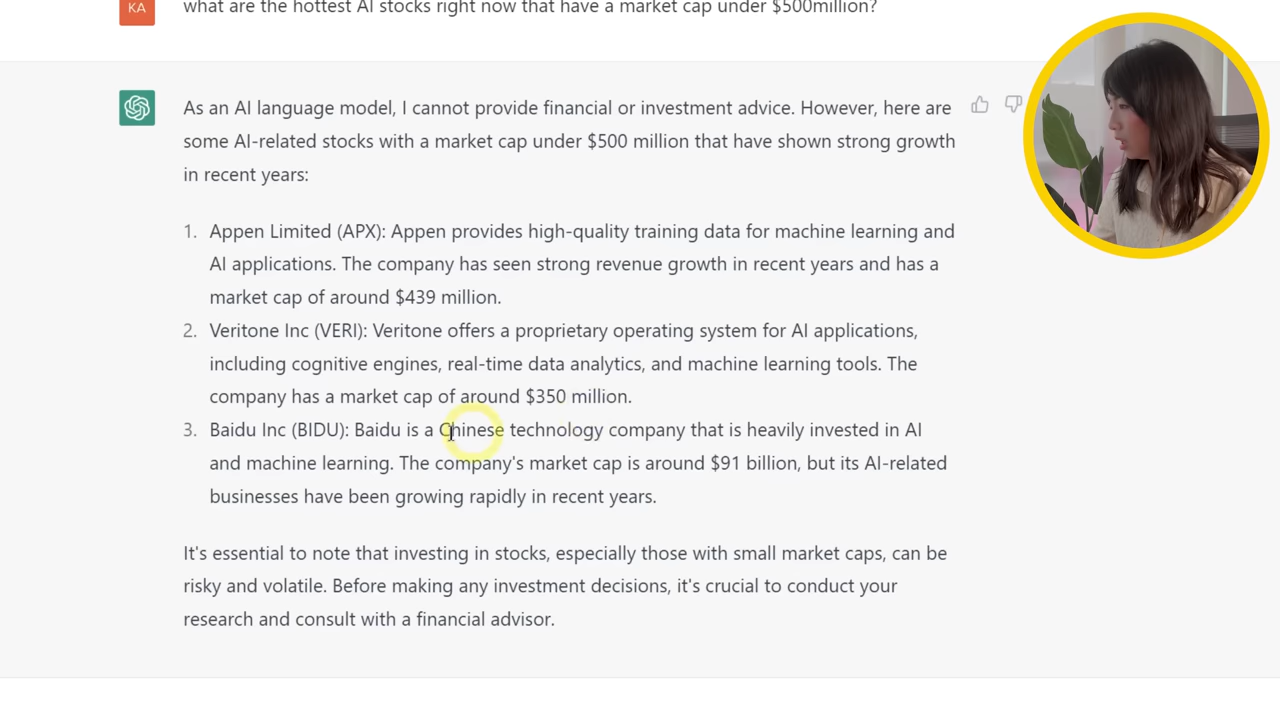 KA
what are the hottest AI stocks right now that have a market cap under $500million?
As an AI language model, I cannot provide financial or investment advice. However, here are
some AI-related stocks with a market cap under $500 million that have shown strong growth
in recent years:
1. Appen Limited (APX): Appen provides high-quality training data for machine learning and
AI applications. The company has seen strong revenue growth in recent years and has a
market cap of around $439 million.
2. Veritone Inc (VERI): Veritone offers a proprietary operating system for AI applications,
including cognitive engines, real-time data analytics, and machine learning tools. The
company has a market cap of around $350 million.
3. Baidu Inc (BIDU): Baidu is a Chinese technology company that is heavily invested in AI
and machine learning. The company's market cap is around $91 billion, but its AI-related
businesses have been growing rapidly in recent years.
It's essential to note that investing in stocks, especially those with small market caps, can be
risky and volatile. Before making any investment decisions, it's crucial to conduct your
research and consult with a financial advisor.